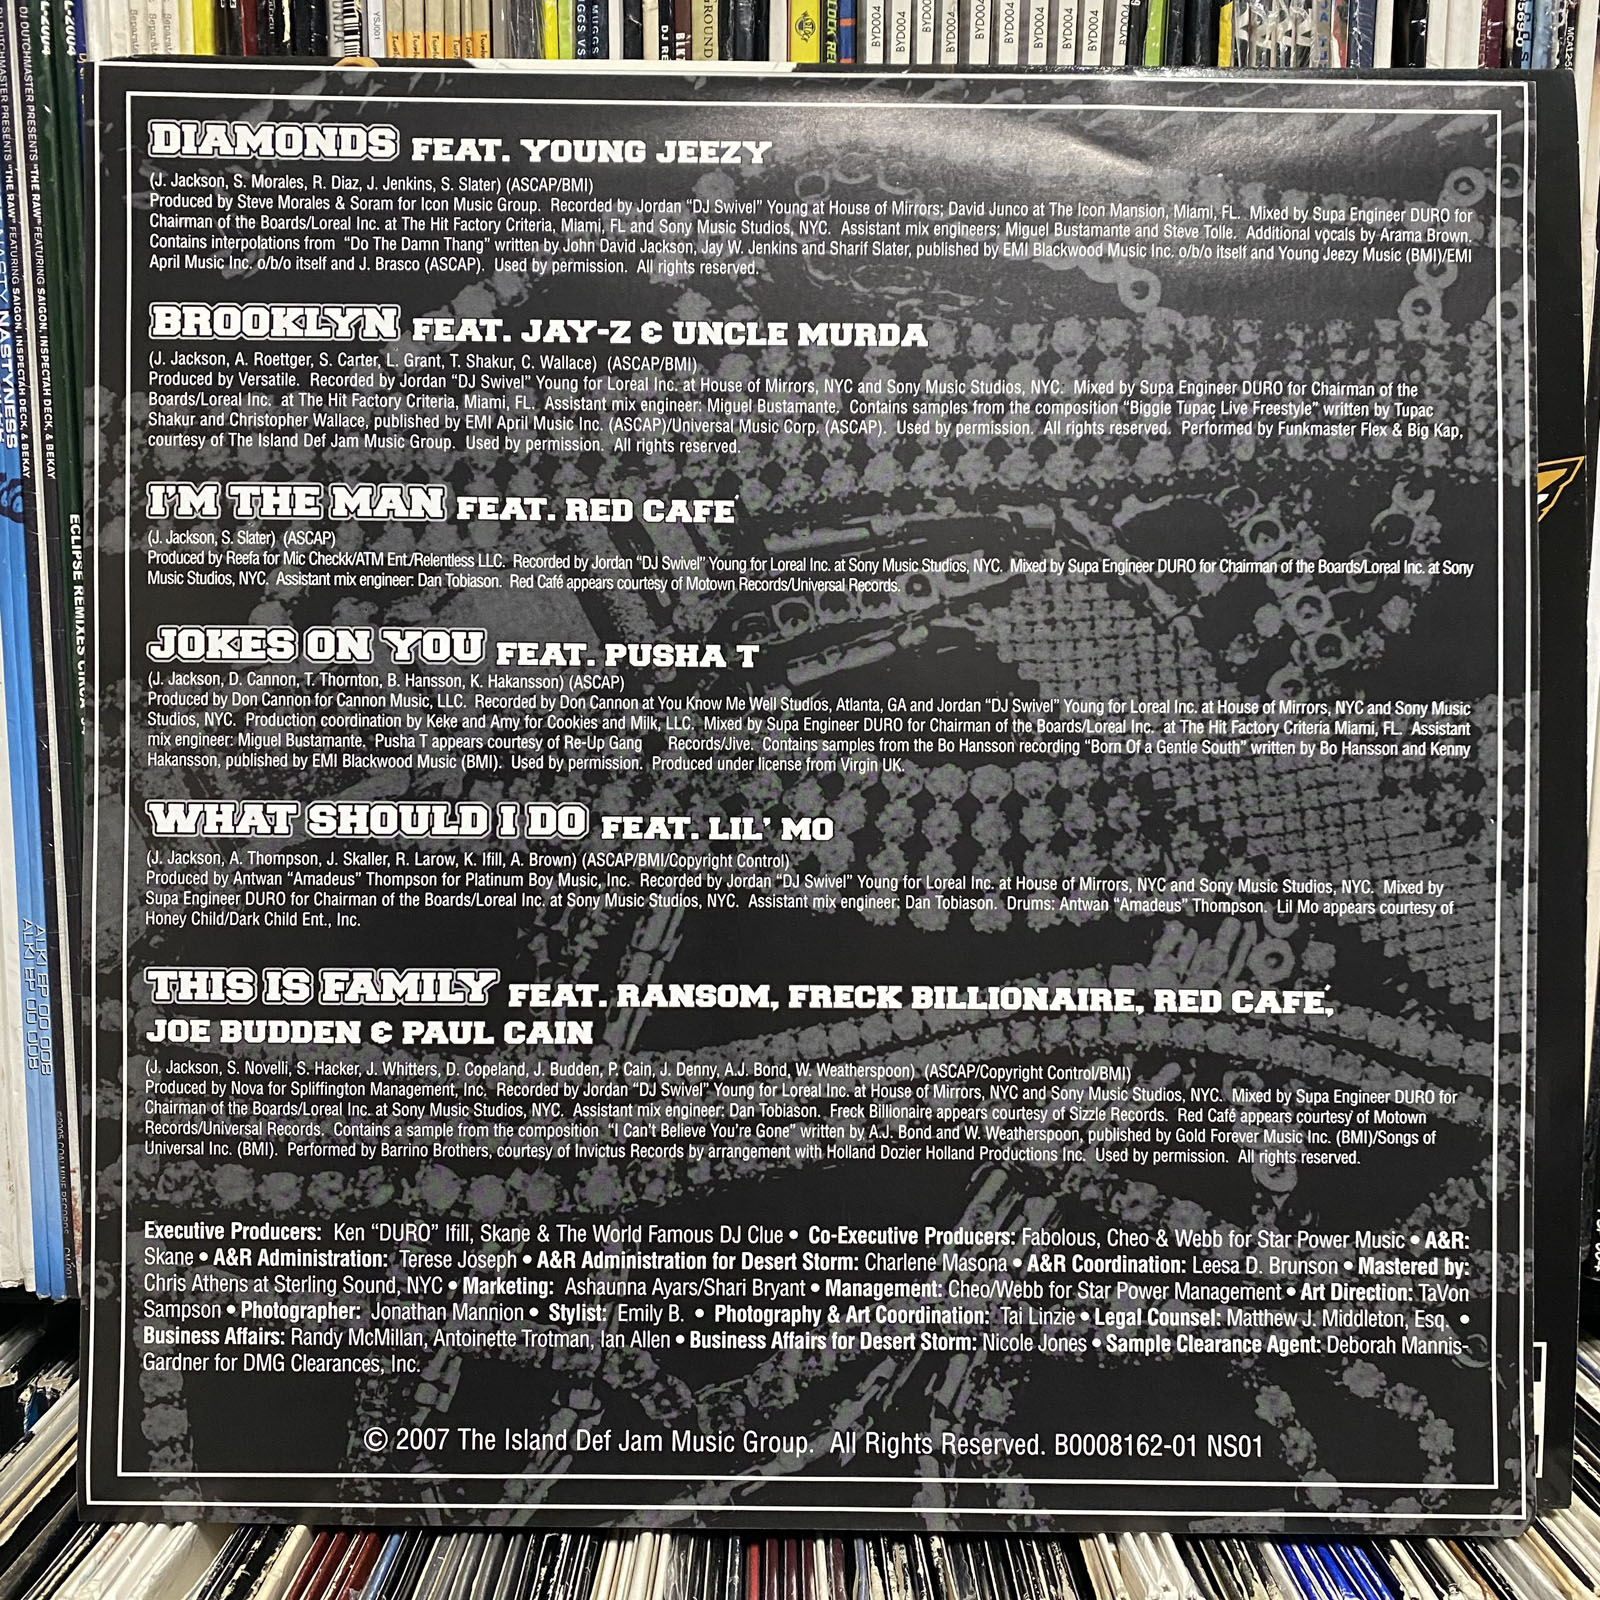 DIAMONDS FEAT. YOUNG JEEZY
(J. Jackson, S. Morales, R. Diaz, J. Jenkins, S. Slater) (ASCAP/BMI)
Produced by Steve Morales & Soram for Icon Music Group. Recorded by Jordan “DJ Swivel” Young at House of Mirrors; David Junco at The Icon Mansion, Miami, FL. Mixed by Supa Engineer DURO for
Chairman of the Boards/Loreal Inc. at The Hit Factory Criteria, Miami, FL and Sony Music Studios, NYC. Assistant mix engineers: Miguel Bustamante and Steve Tolle. Additional vocals by Arama Brown.
Contains interpolations from “Do The Damn Thang” written by John David Jackson, Jay W. Jenkins and Sharif Slater, published by EMI Blackwood Music Inc. o/b/o itself and Young Jeezy Music (BMI)/EMI
April Music Inc. o/b/o itself and J. Brasco (ASCAP). Used by permission. All rights reserved.
BROOKLYN FEAT. JAY-Z & UNCLE MURDA
(J. Jackson, A. Roettger, S. Carter, L. Grant, T. Shakur, C. Wallace) (ASCAP/BMI)
Produced by Versatile. Recorded by Jordan “DJ Swivel” Young for Loreal Inc. at House of Mirrors, NYC and Sony Music Studios, NYC. Mixed by Supa Engineer DURO for Chairman of the
Boards/Loreal Inc. at The Hit Factory Criteria, Miami, FL. Assistant mix engineer: Miguel Bustamante. Contains samples from the composition “Biggie Tupac Live Freestyle” written by Tupac
Shakur and Christopher Wallace, published by EMI April Music Inc. (ASCAP)/Universal Music Corp. (ASCAP). Used by permission. All rights reserved. Performed by Funkmaster Flex & Big Kap,
courtesy of The Island Def Jam Music Group. Used by permission. All rights reserved.
I'M THE MAN FEAT. RED CAFÉ
(J. Jackson, S. Slater) (ASCAP)
Produced by Reefa for Mic Checkk/ATM Ent./Relentless LLC. Recorded by Jordan “DJ Swivel” Young for Loreal Inc. at Sony Music Studios, NYC. Mixed by Supa Engineer DURO for Chairman of the Boards/Loreal Inc. at Sony
Music Studios, NYC. Assistant mix engineer: Dan Tobiason. Red Café appears courtesy of Motown Records/Universal Records.
JOKES ON YOU FEAT. PUSHA T
(J. Jackson, D. Cannon, T. Thornton, B. Hansson, K. Hakansson) (ASCAP)
Produced by Don Cannon for Cannon Music, LLC. Recorded by Don Cannon at You Know Me Well Studios, Atlanta, GA and Jordan “DJ Swivel” Young for Loreal Inc. at House of Mirrors, NYC and Sony Music
Studios, NYC. Production coordination by Keke and Amy for Cookies and Milk, LLC. Mixed by Supa Engineer DURO for Chairman of the Boards/Loreal Inc. at The Hit Factory Criteria Miami, FL. Assistant
mix engineer: Miguel Bustamante. Pusha T appears courtesy of Re-Up Gang Records/Jive. Contains samples from the Bo Hansson recording “Born Of a Gentle South” written by Bo Hansson and Kenny
Hakansson, published by EMI Blackwood Music (BMI). Used by permission. Produced under license from Virgin UK.
WHAT SHOULD I DO FEAT. LIL' MO
(J. Jackson, A. Thompson, J. Skaller, R. Larow, K. Ifill, A. Brown) (ASCAP/BMI/Copyright Control)
Produced by Antwan “Amadeus” Thompson for Platinum Boy Music, Inc. Recorded by Jordan “DJ Swivel” Young for Loreal Inc. at House of Mirrors, NYC and Sony Music Studios, NYC. Mixed by
Supa Engineer DURO for Chairman of the Boards/Loreal Inc. at Sony Music Studios, NYC. Assistant mix engineer: Dan Tobiason. Drums: Antwan “Amadeus” Thompson. Lil Mo appears courtesy of
Honey Child/Dark Child Ent., Inc.
THIS IS FAMILY FEAT. RANSOM, FRECK BILLIONAIRE, RED CAFÉ,
JOE BUDDEN & PAUL CAIN
(J. Jackson, S. Novelli, S. Hacker, J. Whitters, D. Copeland, J. Budden, P. Cain, J. Denny, A.J. Bond, W. Weatherspoon) (ASCAP/Copyright Control/BMI)
Produced by Nova for Spliffington Management, Inc. Recorded by Jordan “DJ Swivel” Young for Loreal Inc. at House of Mirrors, NYC and Sony Music Studios, NYC. Mixed by Supa Engineer DURO for
Chairman of the Boards/Loreal Inc. at Sony Music Studios, NYC. Assistant mix engineer: Dan Tobiason. Freck Billionaire appears courtesy of Sizzle Records. Red Café appears courtesy of Motown
Records/Universal Records. Contains a sample from the composition “I Can't Believe You're Gone” written by A.J. Bond and W. Weatherspoon, published by Gold Forever Music Inc. (BMI)/Songs of
Universal Inc. (BMI). Performed by Barrino Brothers, courtesy of Invictus Records by arrangement with Holland Dozier Holland Productions Inc. Used by permission. All rights reserved.
Executive Producers: Ken “DURO” Ifill, Skane & The World Famous DJ Clue • Co-Executive Producers: Fabolous, Cheo & Webb for Star Power Music • A&R:
Skane • A&R Administration: Terese Joseph • A&R Administration for Desert Storm: Charlene Masona • A&R Coordination: Leesa D. Brunson • Mastered by:
Chris Athens at Sterling Sound, NYC • Marketing: Ashaunna Ayars/Shari Bryant • Management: Cheo/Webb for Star Power Management • Art Direction: TaVon
Sampson • Photographer: Jonathan Mannion • Stylist: Emily B. • Photography & Art Coordination: Tai Linzie • Legal Counsel: Matthew J. Middleton, Esq. •
Business Affairs: Randy McMillan, Antoinette Trotman, Ian Allen • Business Affairs for Desert Storm: Nicole Jones • Sample Clearance Agent: Deborah Mannis-
Gardner for DMG Clearances, Inc.
© 2007 The Island Def Jam Music Group. All Rights Reserved. B0008162-01 NS01
BYD004
BYD004
BYD004
BYD004
BYD004
BYD004
BYD004
BYD004
YSA001
ALKI EP 00 008
ALKI EP 00 008